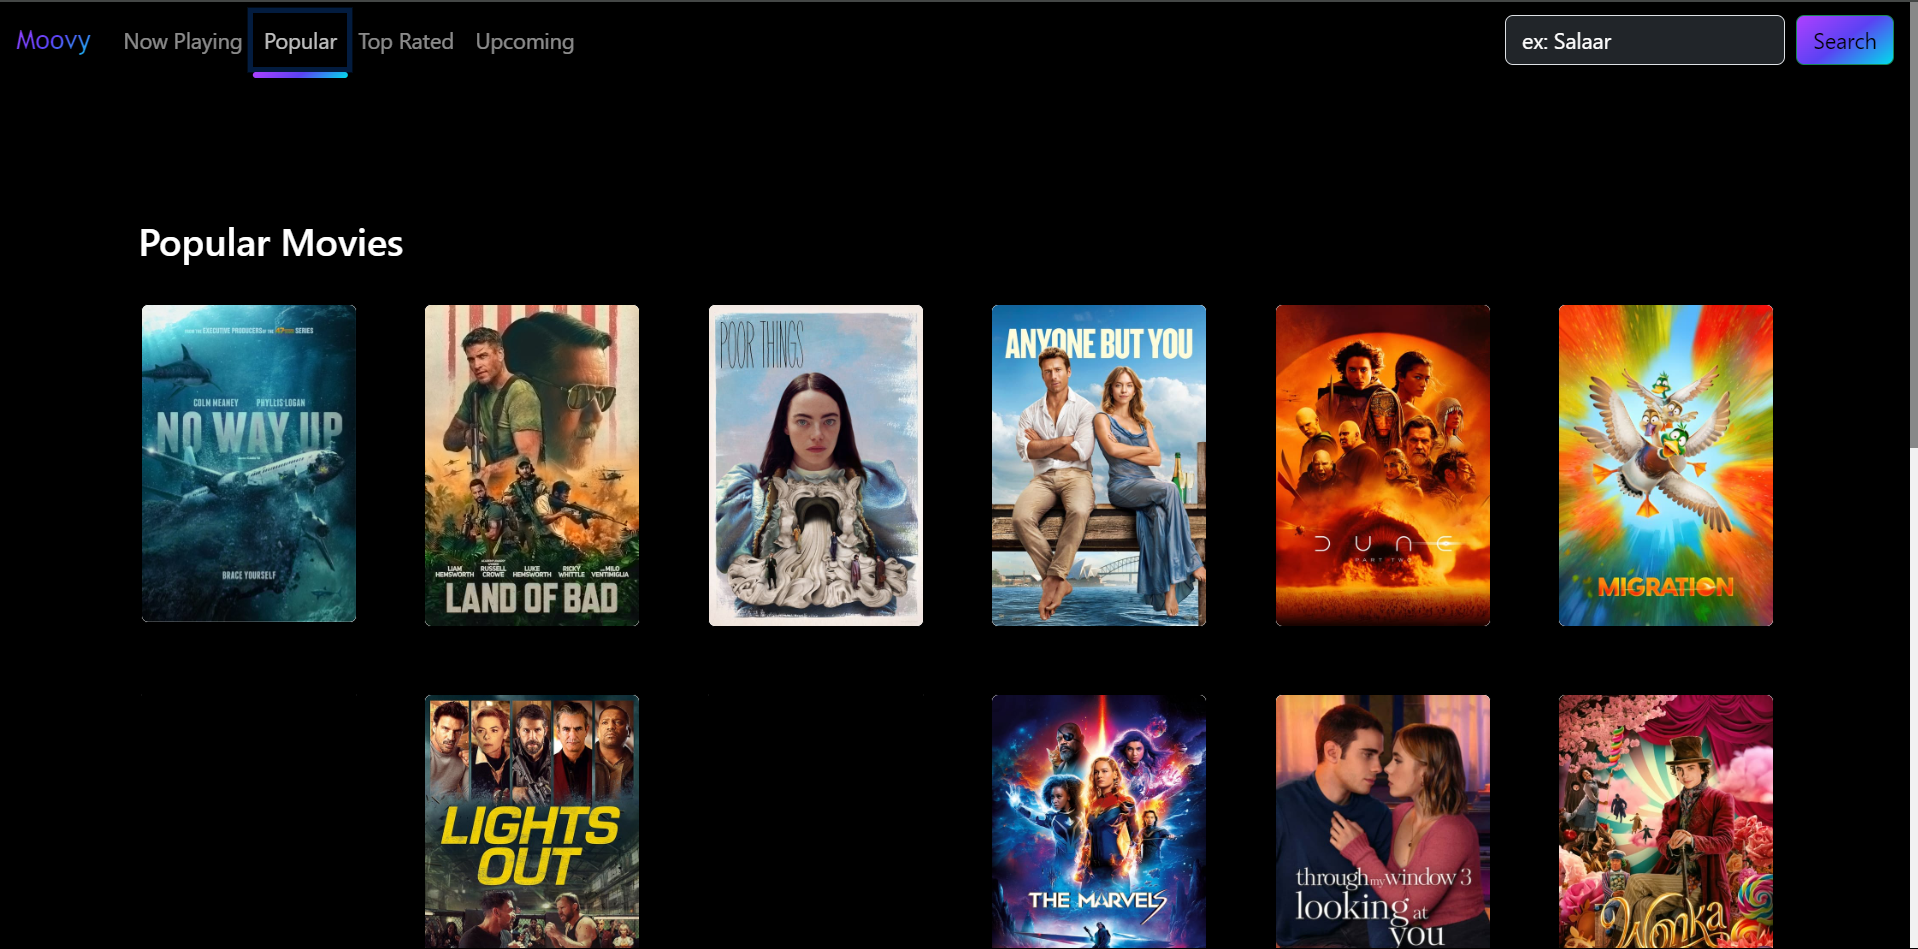 Moovy
Now Playing
Popular
Top Rated
Upcoming
ex: Salaar
Search
Popular Movies
FROM THE EXECUTIVE PRODUCERS OF THE SERIES
COLM MEANEY PHYLLIS LOGAN
NO WAY UP
BRACE YOURSELF
LIAM HEMSWORTH
RUSSELL CROWE
LUKE HEMSWORTH
RICKY WHITTLE
MILO VENTIMIGLIA
LAND OF BAD
POOR THINGS
ANYONE BUT YOU
DUNE
PART TWO
MIGRATION
LIGHTS
OUT
THE MARVELS
through my window 3
looking at
you
Wonka